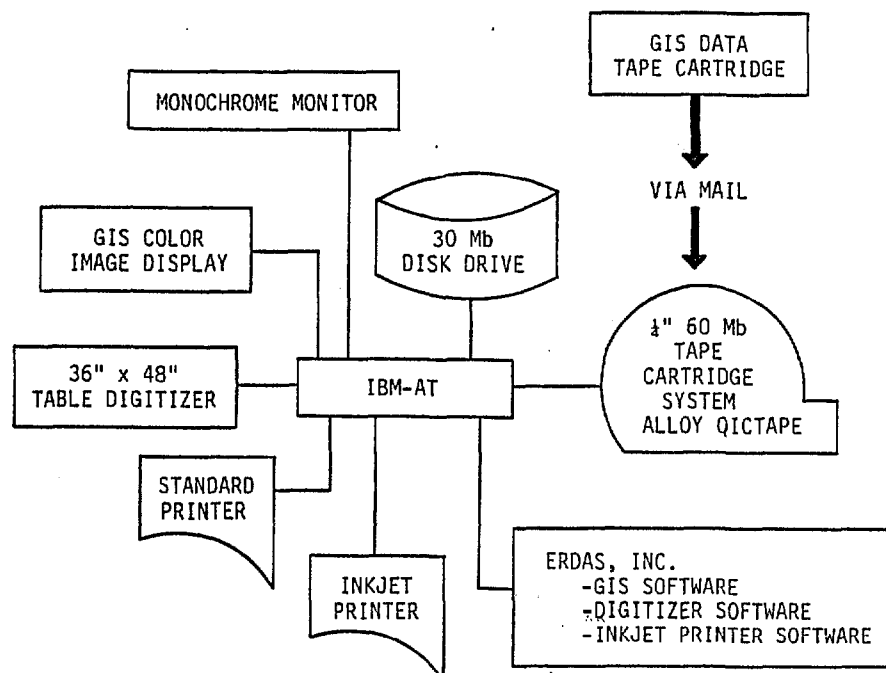 GIS DATA
TAPE CARTRIDGE
MONOCHROME MONITOR
VIA MAIL
GIS COLOR
IMAGE DISPLAY
30 Mb
DISK DRIVE
¼" 60 Mb
TAPE
CARTRIDGE
SYSTEM
ALLOY QICTAPE
36" x 48"
TABLE DIGITIZER
IBM-AT
STANDARD
PRINTER
INKJET
PRINTER
ERDAS, INC.
-GIS SOFTWARE
-DIGITIZER SOFTWARE
-INKJET PRINTER SOFTWARE